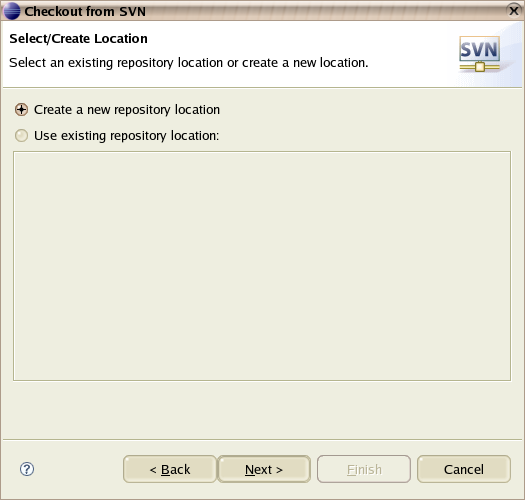 Checkout from SVN
Select/Create Location
Select an existing repository location or create a new location.
SVN
Create a new repository location
Use existing repository location:
?
< Back
Next >
Finish
Cancel